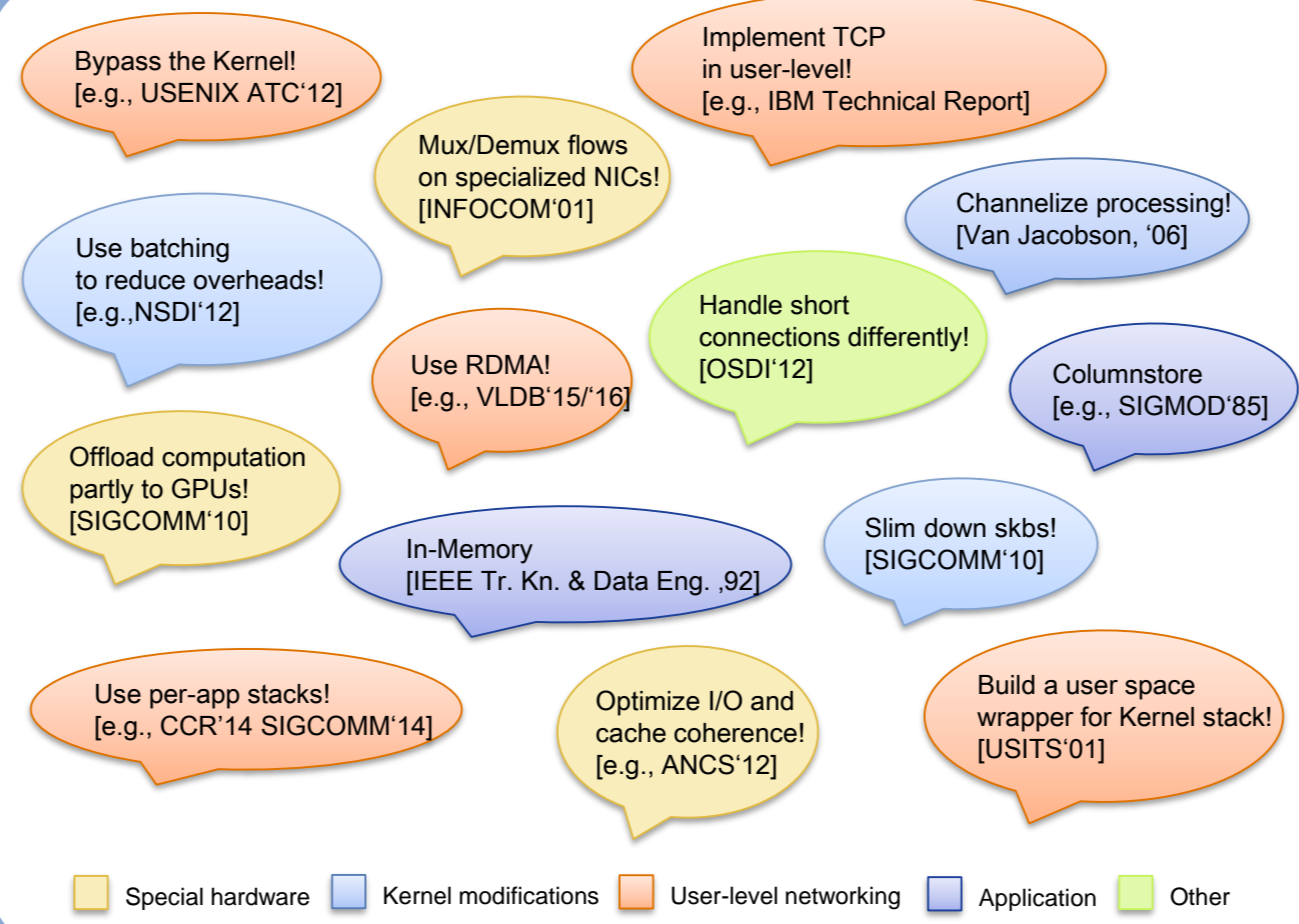 Bypass the Kernel!
[e.g., USENIX ATC‘12]
Implement TCP
in user-level!
[e.g., IBM Technical Report]
Mux/Demux flows
on specialized NICs!
[INFOCOM‘01]
Channelize processing!
[Van Jacobson, ‘06]
Use batching
to reduce overheads!
[e.g.,NSDI‘12]
Handle short
connections differently!
[OSDI‘12]
Use RDMA!
[e.g., VLDB‘15/‘16]
Columnstore
[e.g., SIGMOD‘85]
Offload computation
partly to GPUs!
[SIGCOMM‘10]
In-Memory
[IEEE Tr. Kn. & Data Eng. ‚92]
Slim down skbs!
[SIGCOMM‘10]
Use per-app stacks!
[e.g., CCR’14 SIGCOMM’14]
Optimize I/O and
cache coherence!
[e.g., ANCS‘12]
Build a user space
wrapper for Kernel stack!
[USITS‘01]
Special hardware
Kernel modifications
User-level networking
Application
Other